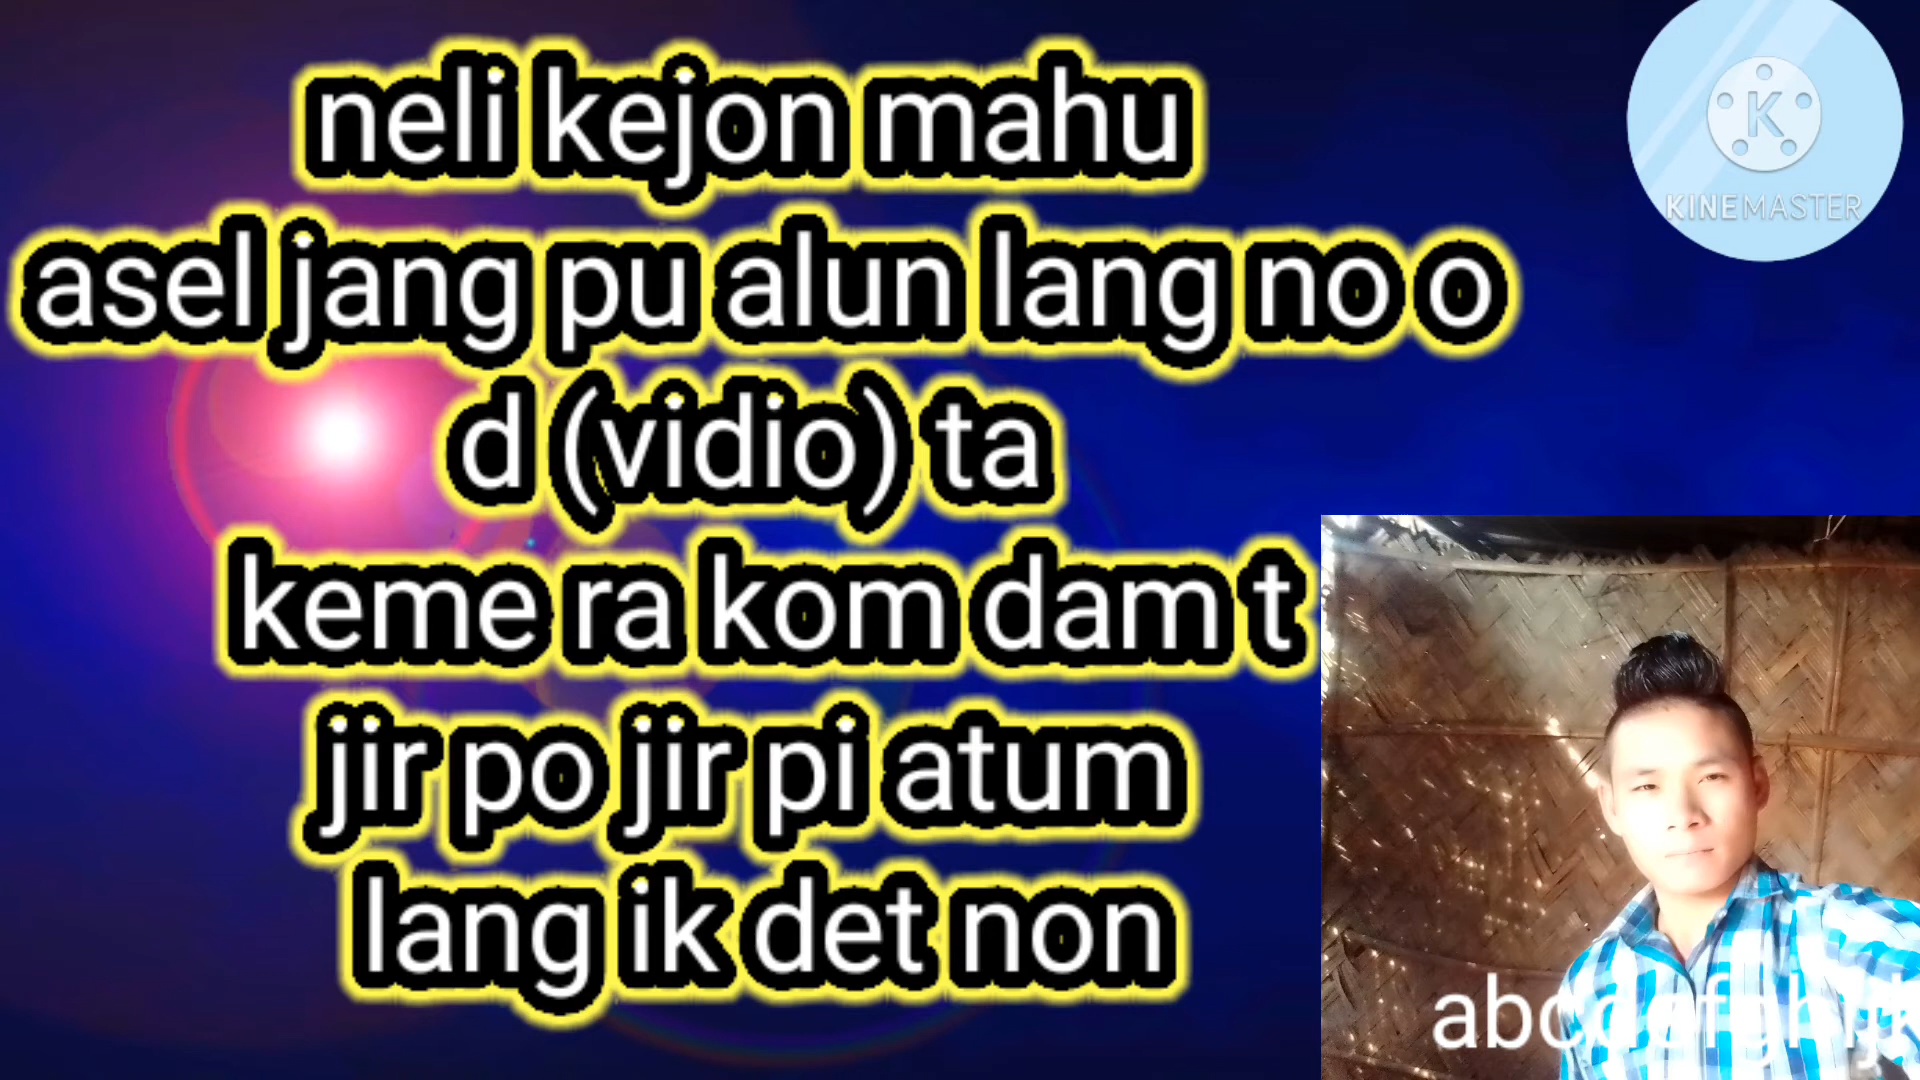 neli kejon mahu
KINEMASTER
asel jang pu alun lang no o
d (vidio) ta
keme ra kom dam t
jir po jir pi atum
lang ik det non
abcdefghijk